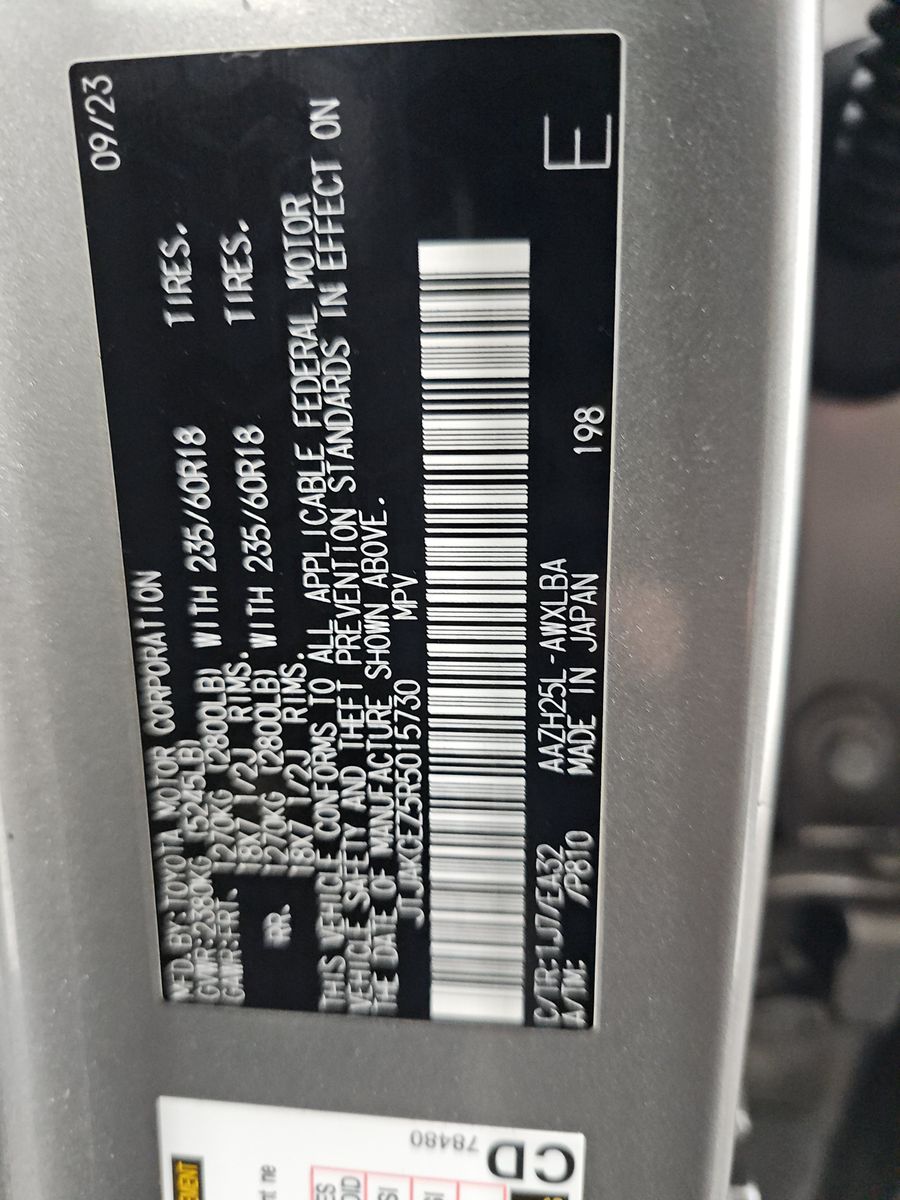 09/23
MFD. BY: TOYOTA MOTOR CORPORATION
GVWR: 2380KG (5245LB)
GAWR: FRT. 1270KG (2800LB) WITH 235/60R18 TIRES.
18X7 1/2J RIMS.
RR. 1270KG (2800LB) WITH 235/60R18 TIRES.
18X7 1/2J RIMS.
THIS VEHICLE CONFORMS TO ALL APPLICABLE FEDERAL MOTOR
VEHICLE SAFETY AND THEFT PREVENTION STANDARDS IN EFFECT ON
THE DATE OF MANUFACTURE SHOWN ABOVE.
JTJAKCEZ5R5015730 MPV
C/TR: 1J7/EA32 AAZH25L-AWXLBA
A/TM: /P810 MADE IN JAPAN 198 E
78480
CD